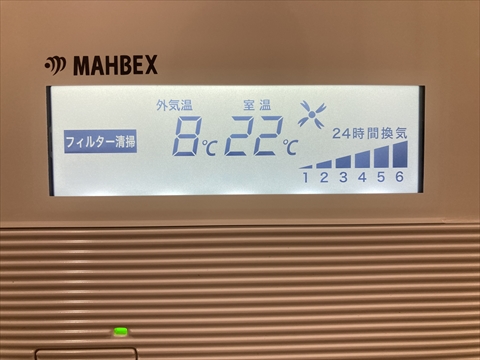 MAHBEX
外気温 室温
フィルター清掃 8℃ 22℃ 24時間換気
1 2 3 4 5 6